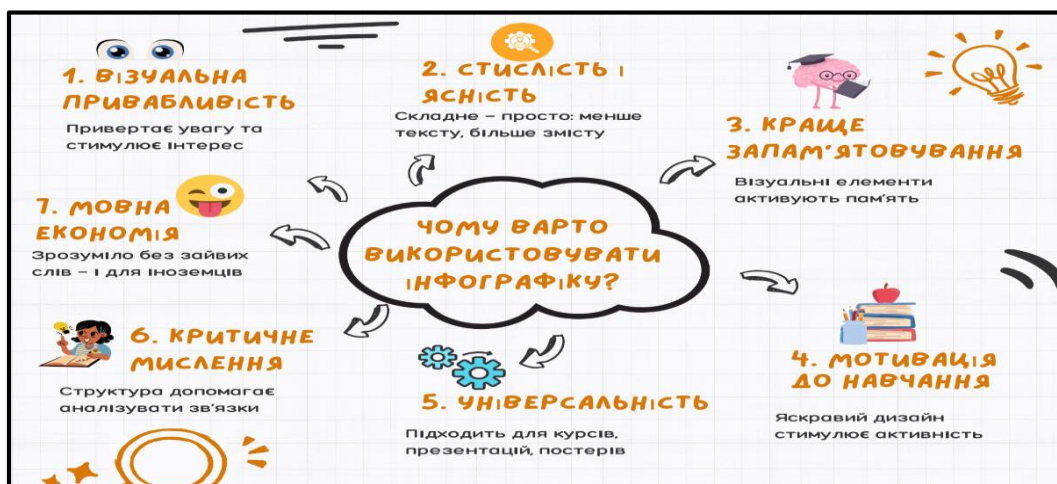 ЧОМУ ВАРТО
ВИКОРИСТОВУВАТИ
ІНФОГРАФІКУ?
1. ВІЗУАЛЬНА
ПРИВАБЛИВІСТЬ
Привертає увагу та
стимулює інтерес
2. СТИСЛІСТЬ І
ЯСНІСТЬ
Складне – просто: менше
тексту, більше змісту
3. КРАЩЕ
ЗАПАМ'ЯТОВУВАННЯ
Візуальні елементи
активують пам'ять
4. МОТИВАЦІЯ
ДО НАВЧАННЯ
Яскравий дизайн
стимулює активність
5. УНІВЕРСАЛЬНІСТЬ
Підходить для курсів,
презентацій, постерів
6. КРИТИЧНЕ
МИСЛЕННЯ
Структура допомагає
аналізувати зв'язки
7. МОВНА
ЕКОНОМІЯ
Зрозуміло без зайвих
слів – і для іноземців